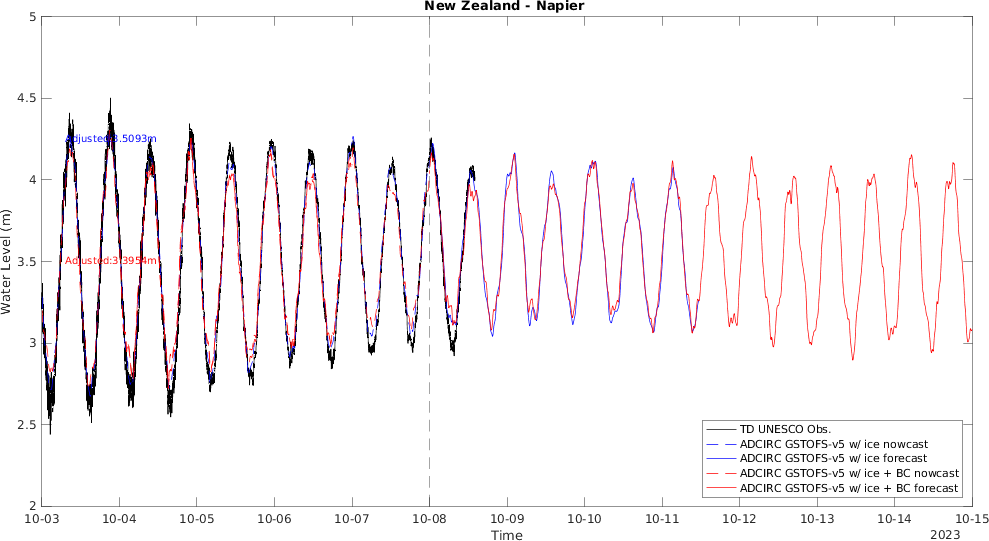 New Zealand - Napier
5
4.5
Adjusted:3.5093m
4
Water Level (m)
3.5
Adjusted:3.3954m
3
2.5
2
TD UNESCO Obs.
ADCIRC GSTOFS-v5 w/ ice nowcast
ADCIRC GSTOFS-v5 w/ ice forecast
ADCIRC GSTOFS-v5 w/ ice + BC nowcast
ADCIRC GSTOFS-v5 w/ ice + BC forecast
10-03 10-04 10-05 10-06 10-07 10-08 10-09 10-10 10-11 10-12 10-13 10-14 10-15
Time
2023